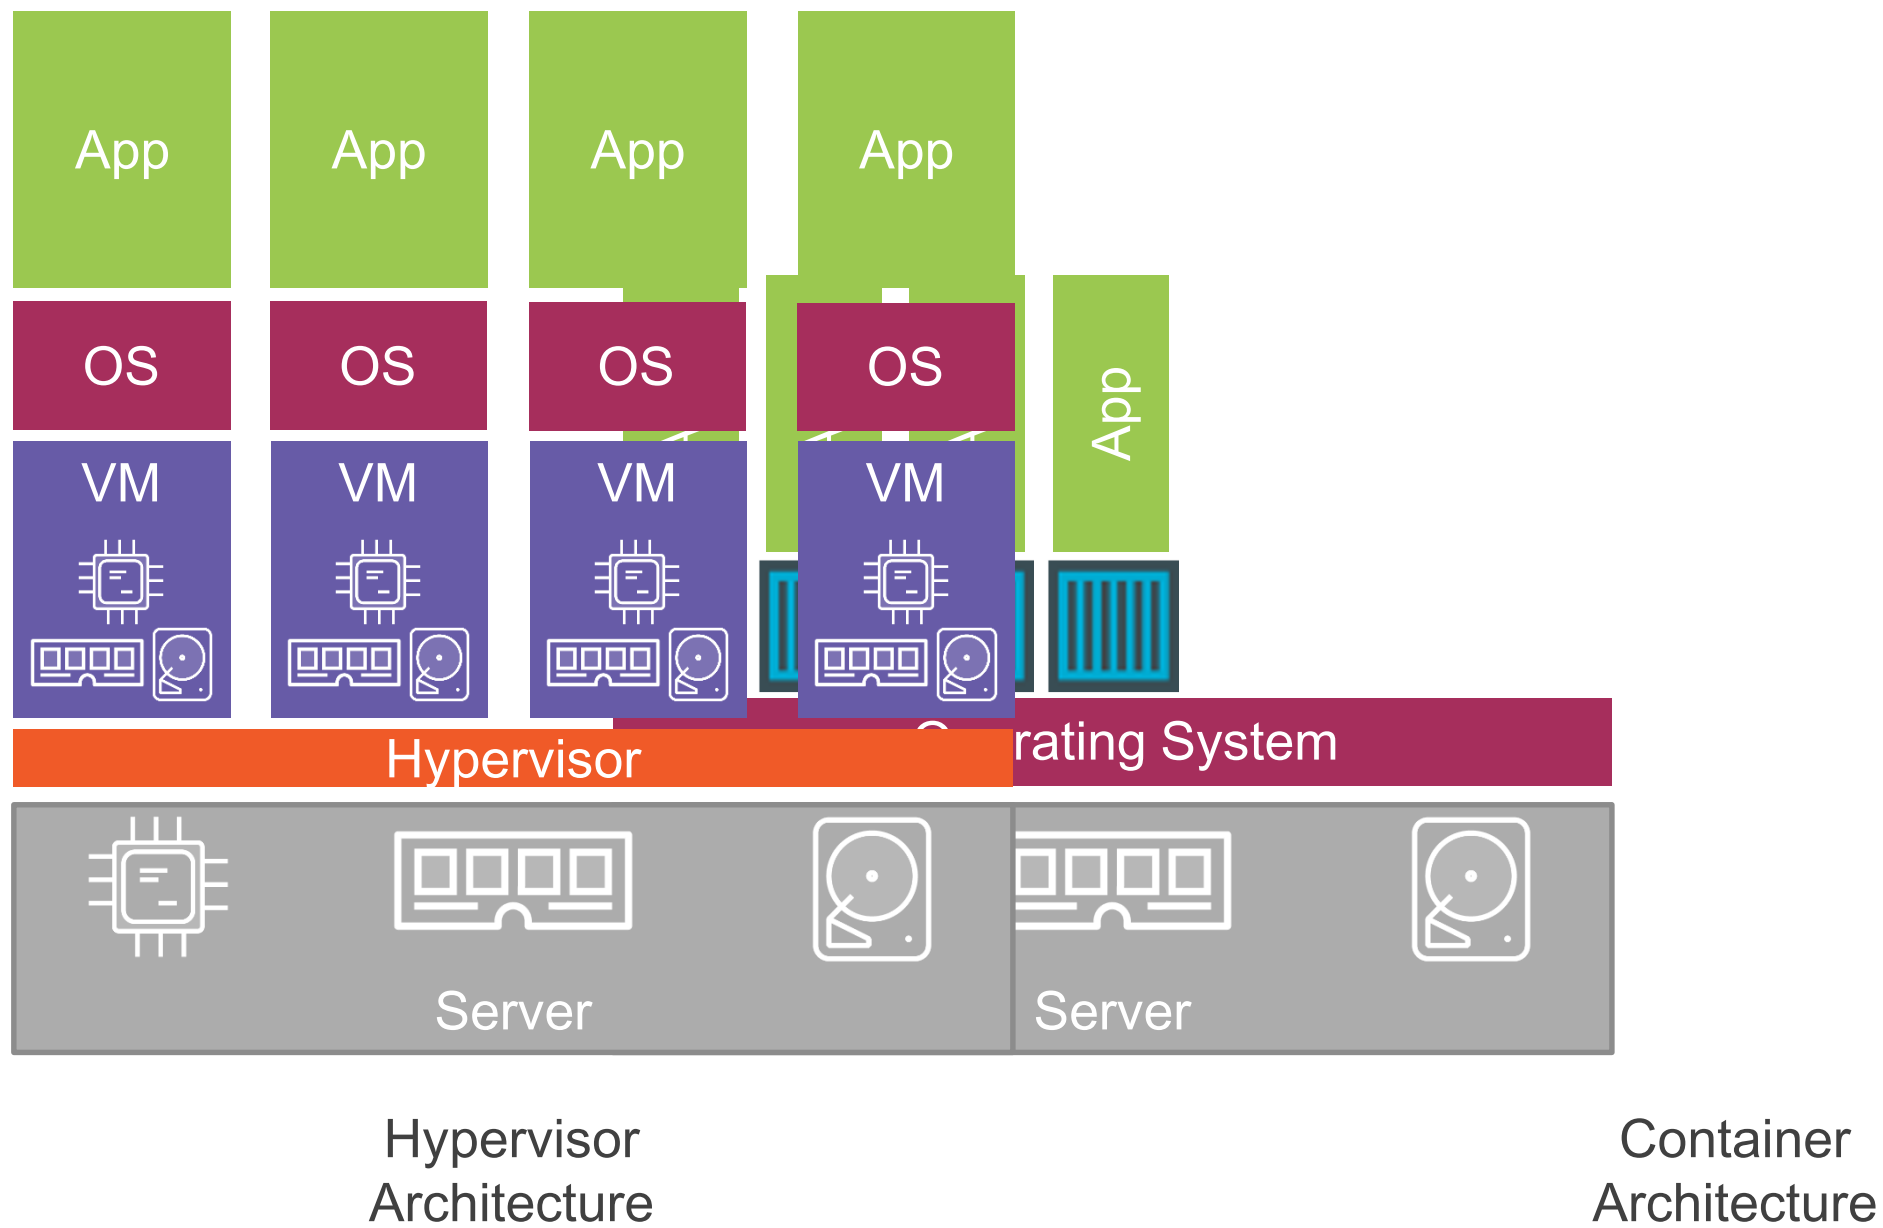 App
App
App
App
OS
OS
OS
OS
App
VM
VM
VM
VM
rating System
Hypervisor
Server
Server
Hypervisor
Architecture
Container
Architecture